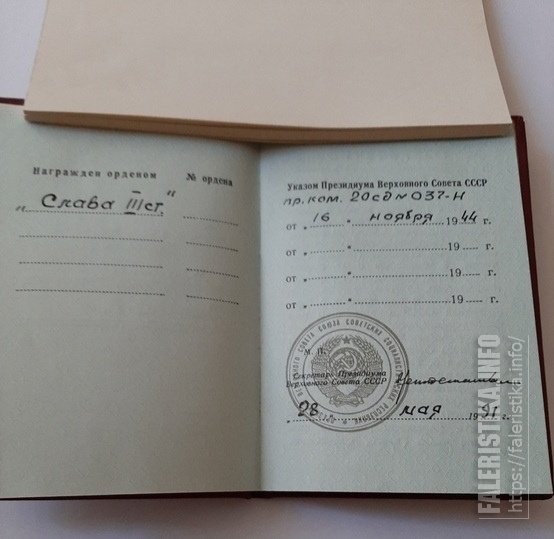 Награжден орденом № ордена
„Слава III ст."
Указом Президиума Верховного Совета СССР
пр. ком. 20 сд № 037-Н
от „ 16 " ноября 1944 г.
от „ " 19 г.
от „ " 19 г.
от „ " 19 г.
М. П.
Секретарь Президиума
Верховного Совета СССР
„ 28 " мая 1991 г.
FALERISTIKA.INFO
https://faleristika.info/